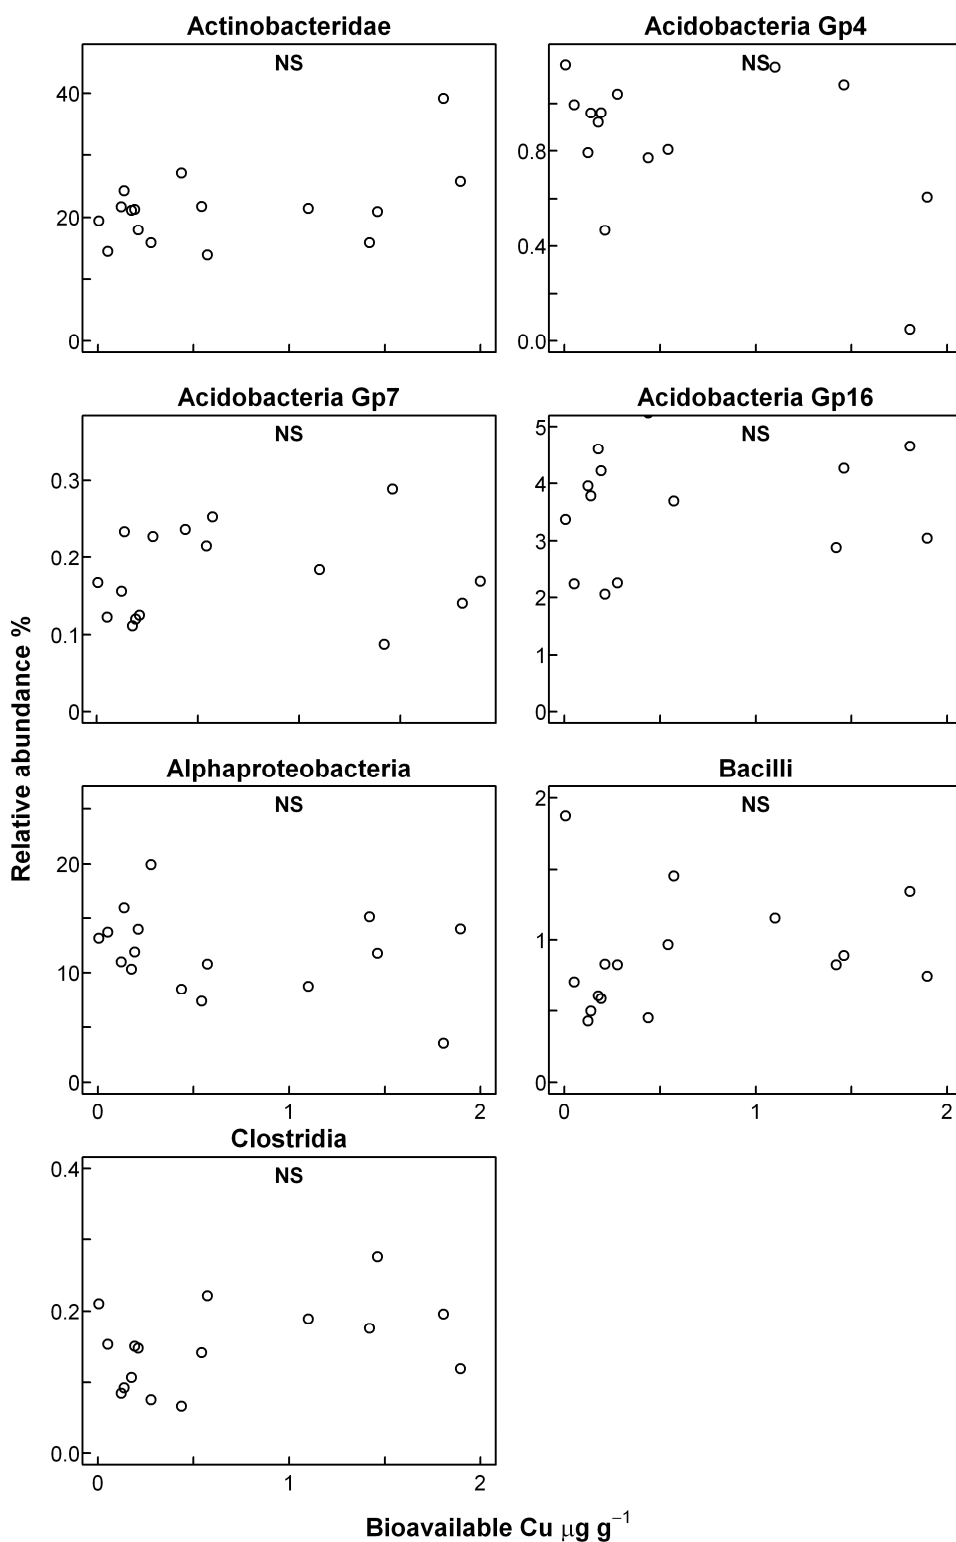 Actinobacteridae
NS
40
20
0
Acidobacteria Gp4
NS
0.8
0.4
0.0
Acidobacteria Gp7
NS
0.3
0.2
0.1
0
Acidobacteria Gp16
NS
5
4
3
2
1
0
Relative abundance %
Alphaproteobacteria
NS
20
10
0
0 1 2
Bacilli
NS
2
1
0
0 1 2
Clostridia
NS
0.4
0.2
0.0
0 1 2
Bioavailable Cu μg g⁻¹